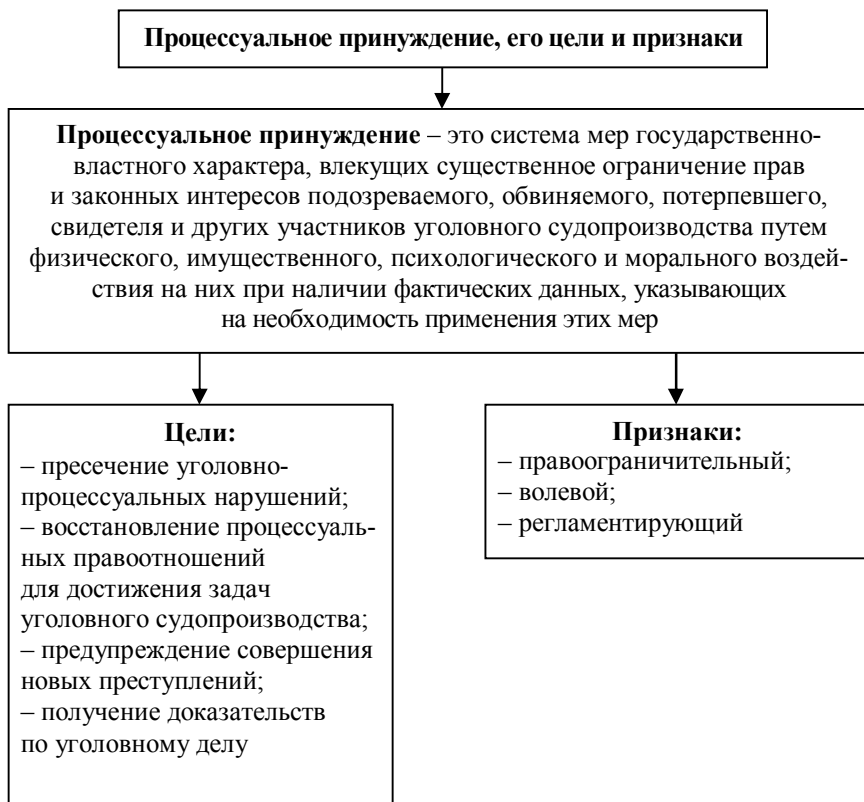 Процессуальное принуждение, его цели и признаки
Процессуальное принуждение – это система мер государственно-
властного характера, влекущих существенное ограничение прав
и законных интересов подозреваемого, обвиняемого, потерпевшего,
свидетеля и других участников уголовного судопроизводства путем
физического, имущественного, психологического и морального воздей-
ствия на них при наличии фактических данных, указывающих
на необходимость применения этих мер
Цели:
– пресечение уголовно-
процессуальных нарушений;
– восстановление процессуаль-
ных правоотношений
для достижения задач
уголовного судопроизводства;
– предупреждение совершения
новых преступлений;
– получение доказательств
по уголовному делу
Признаки:
– правоограничительный;
– волевой;
– регламентирующий